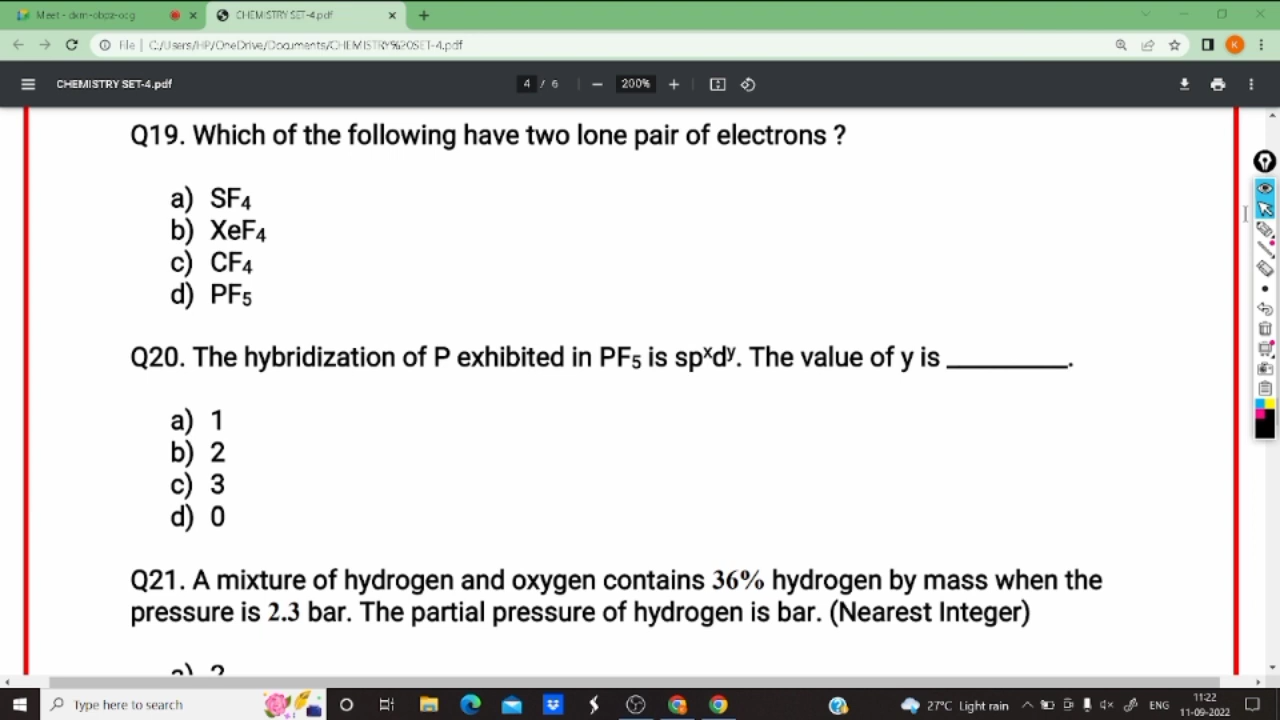 Meet - dxm-obpz-ocg
CHEMISTRY SET-4.pdf
File | C:/Users/HP/OneDrive/Documents/CHEMISTRY%20SET-4.pdf
CHEMISTRY SET-4.pdf
4 / 6
200%
Q19. Which of the following have two lone pair of electrons ?
a) SF₄
b) XeF₄
c) CF₄
d) PF₅
Q20. The hybridization of P exhibited in PF₅ is spˣdʸ. The value of y is __________.
a) 1
b) 2
c) 3
d) 0
Q21. A mixture of hydrogen and oxygen contains 36% hydrogen by mass when the
pressure is 2.3 bar. The partial pressure of hydrogen is bar. (Nearest Integer)
a) 2
Type here to search
27°C Light rain
ENG
11:22
11-09-2022